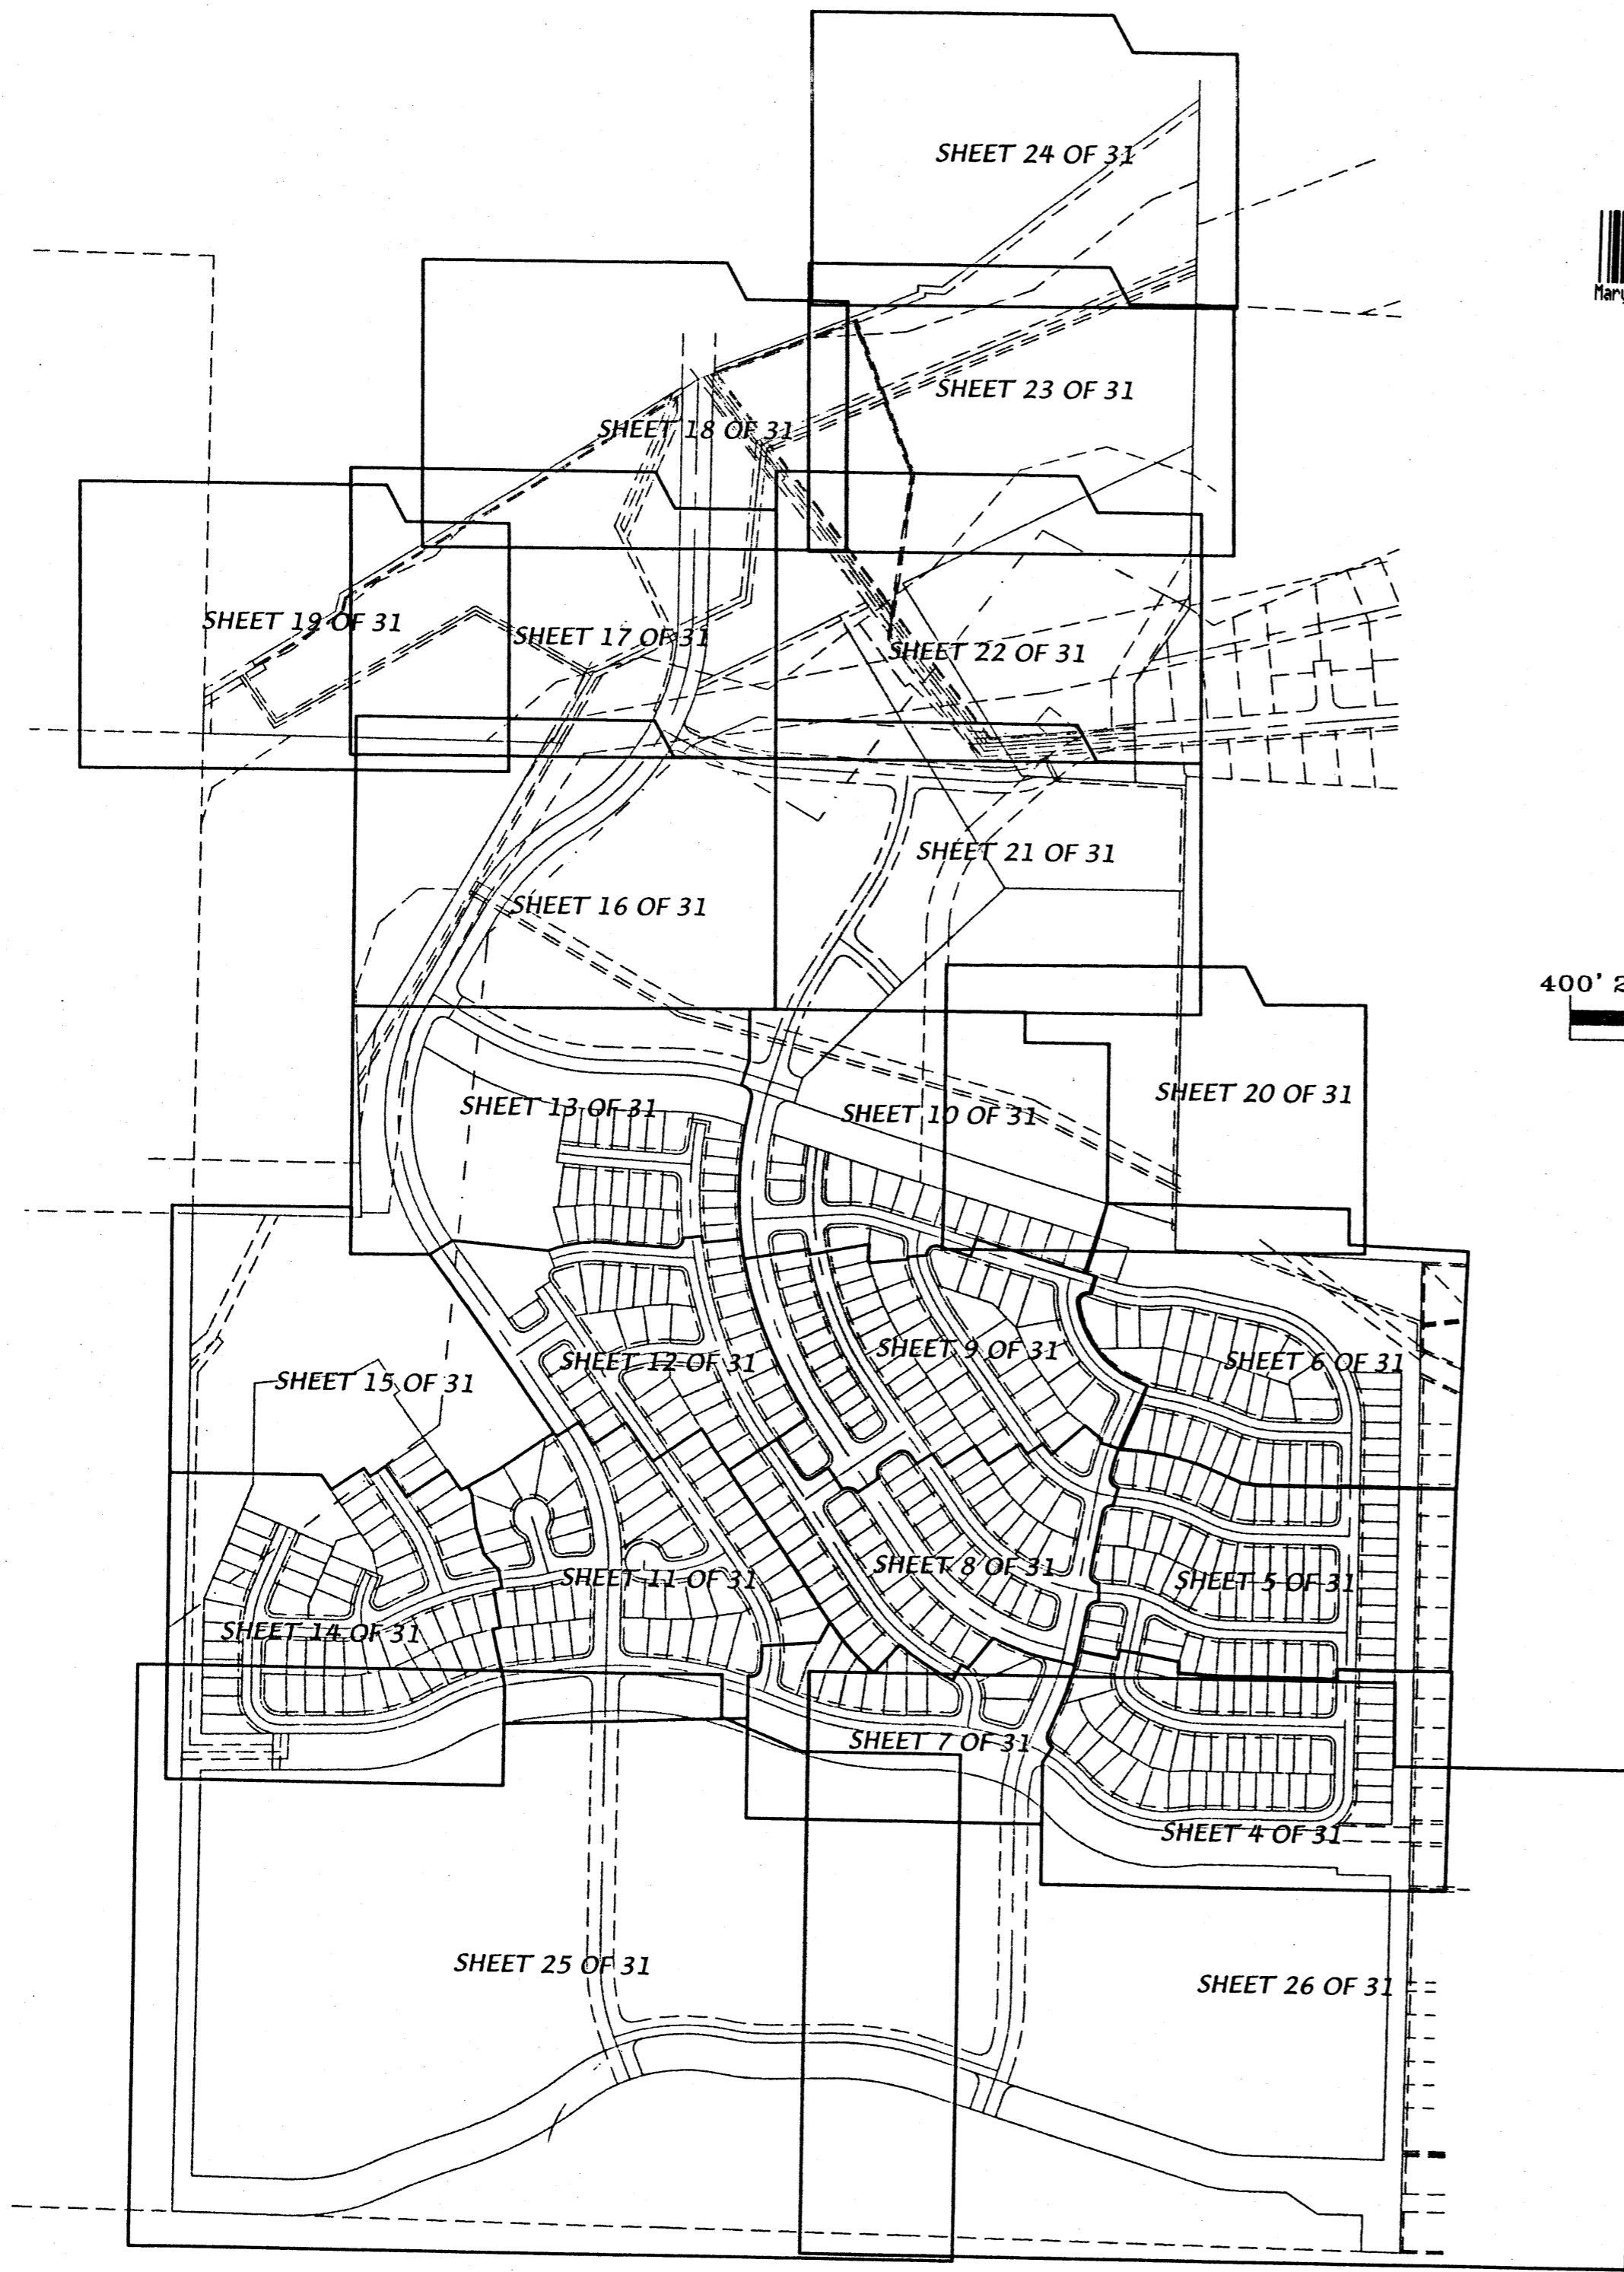 SHEET 24 OF 31
Mary
SHEET 23 OF 31
SHEET 18 OF 31
SHEET 19 OF 31
SHEET 17 OF 31
SHEET 22 OF 31
SHEET 21 OF 31
SHEET 16 OF 31
400' 2
SHEET 20 OF 31
SHEET 13 OF 31
SHEET 10 OF 31
SHEET 9 OF 31
SHEET 6 OF 31
SHEET 12 OF 31
SHEET 15 OF 31
SHEET 8 OF 31
SHEET 11 OF 31
SHEET 5 OF 31
SHEET 14 OF 31
SHEET 7 OF 31
SHEET 4 OF 31
SHEET 25 OF 31
SHEET 26 OF 31